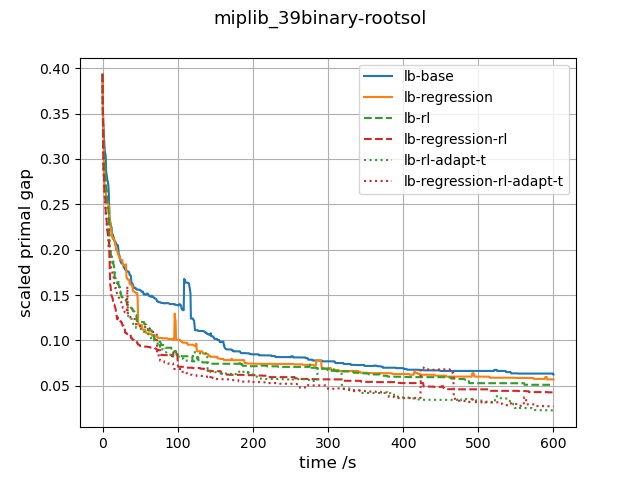 miplib_39binary-rootsol
scaled primal gap
0.40
0.35
0.30
0.25
0.20
0.15
0.10
0.05
lb-base
lb-regression
lb-rl
lb-regression-rl
lb-rl-adapt-t
lb-regression-rl-adapt-t
0 100 200 300 400 500 600
time /s